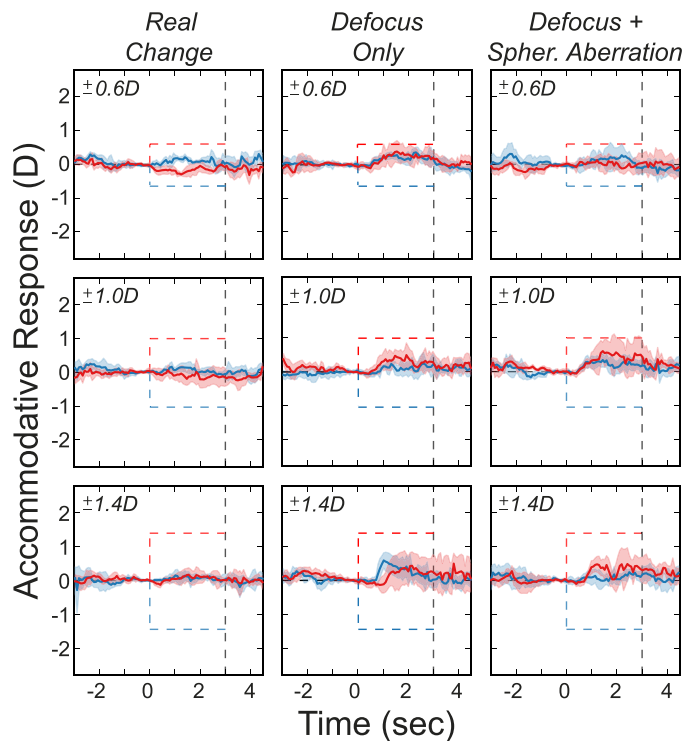 Real
Change
Defocus
Only
Defocus +
Spher. Aberration
Accommodative Response (D)
2
1
0
-1
-2
±0.6D
±0.6D
±0.6D
2
1
0
-1
-2
±1.0D
±1.0D
±1.0D
2
1
0
-1
-2
±1.4D
±1.4D
±1.4D
-2 0 2 4 -2 0 2 4 -2 0 2 4
Time (sec)